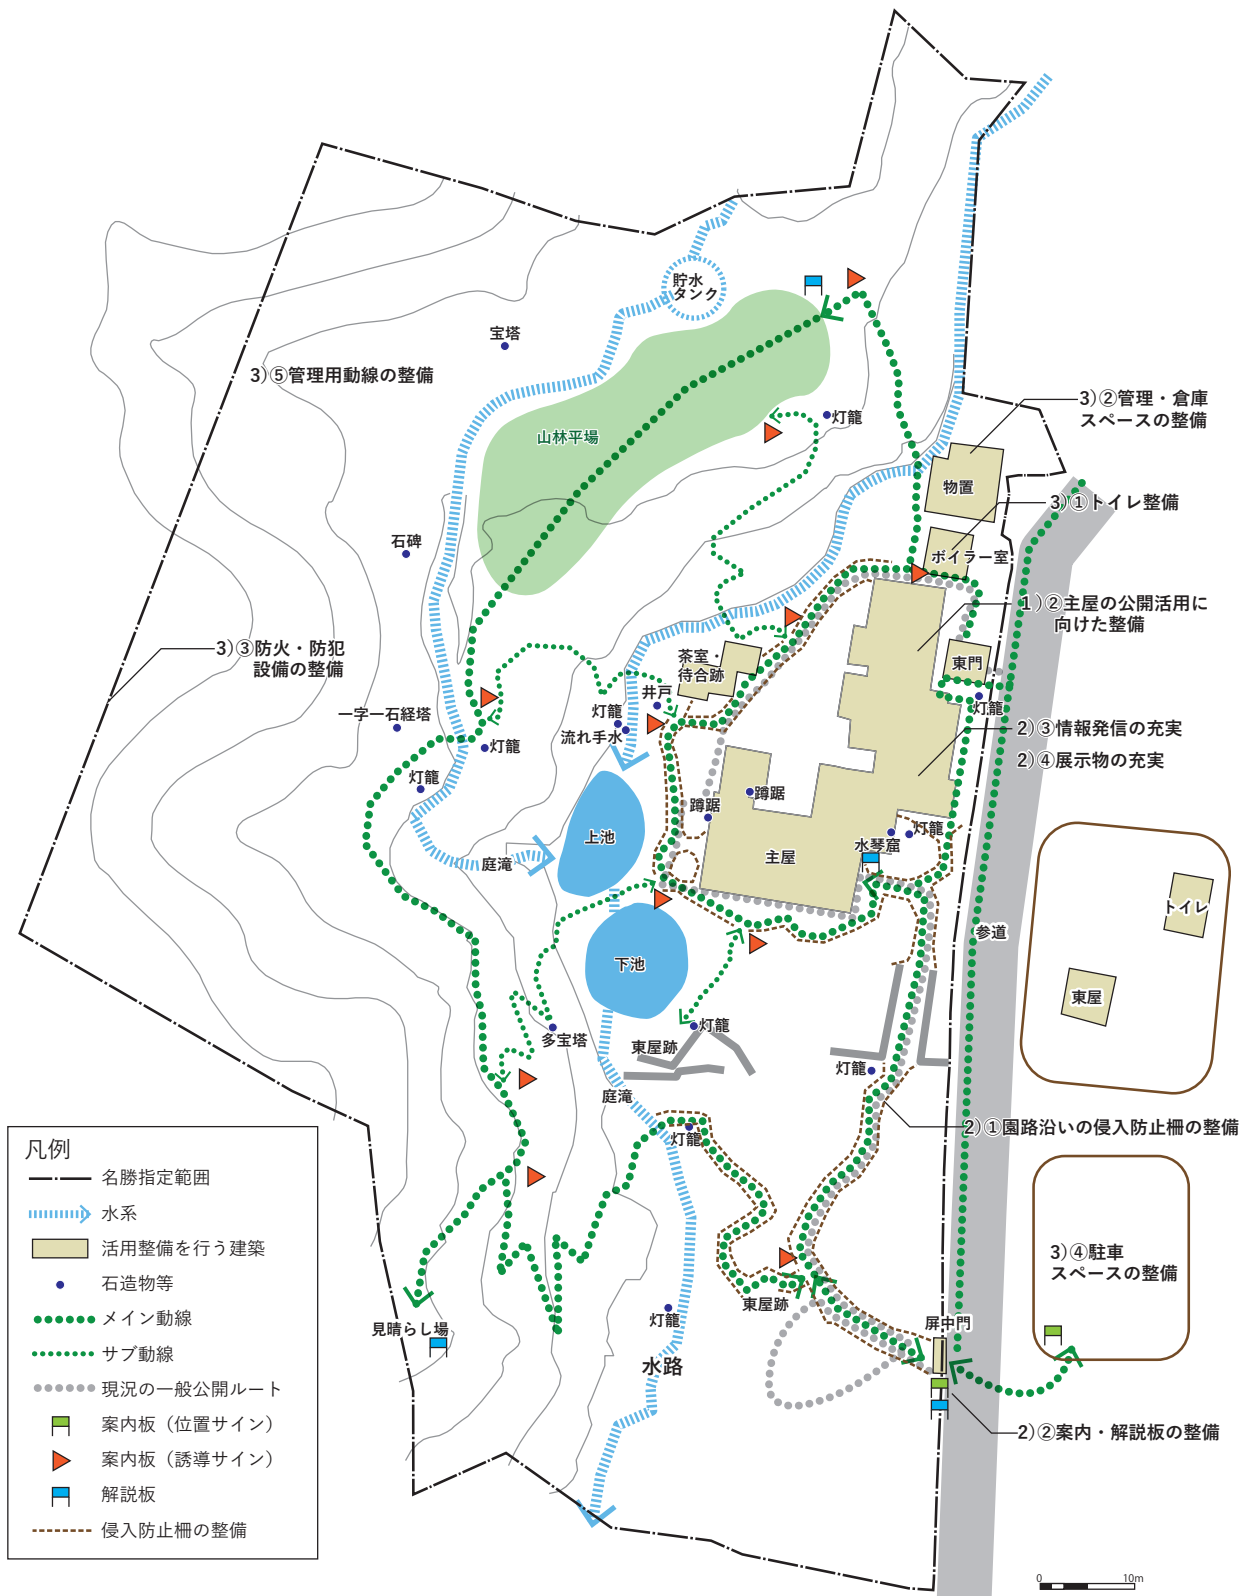 貯水
タンク
宝塔
3)⑤管理用動線の整備
3)②管理・倉庫
スペースの整備
灯籠
山林平場
物置
3)①トイレ整備
石碑
ボイラー室
1)②主屋の公開活用に
向けた整備
3)③防火・防犯
設備の整備
茶室・
待合跡
東門
井戸
灯籠
灯籠
一字一石経塔
流れ手水
2)③情報発信の充実
灯籠
2)④展示物の充実
灯籠
蹲踞
蹲踞
灯籠
上池
水琴窟
庭滝
主屋
トイレ
参道
下池
東屋
灯籠
多宝塔
東屋跡
灯籠
庭滝
2)①園路沿いの侵入防止柵の整備
灯籠
3)④駐車
スペースの整備
東屋跡
灯籠
屏中門
見晴らし場
水路
2)②案内・解説板の整備
凡例
名勝指定範囲
水系
活用整備を行う建築
石造物等
メイン動線
サブ動線
現況の一般公開ルート
案内板（位置サイン）
案内板（誘導サイン）
解説板
侵入防止柵の整備
0 10m